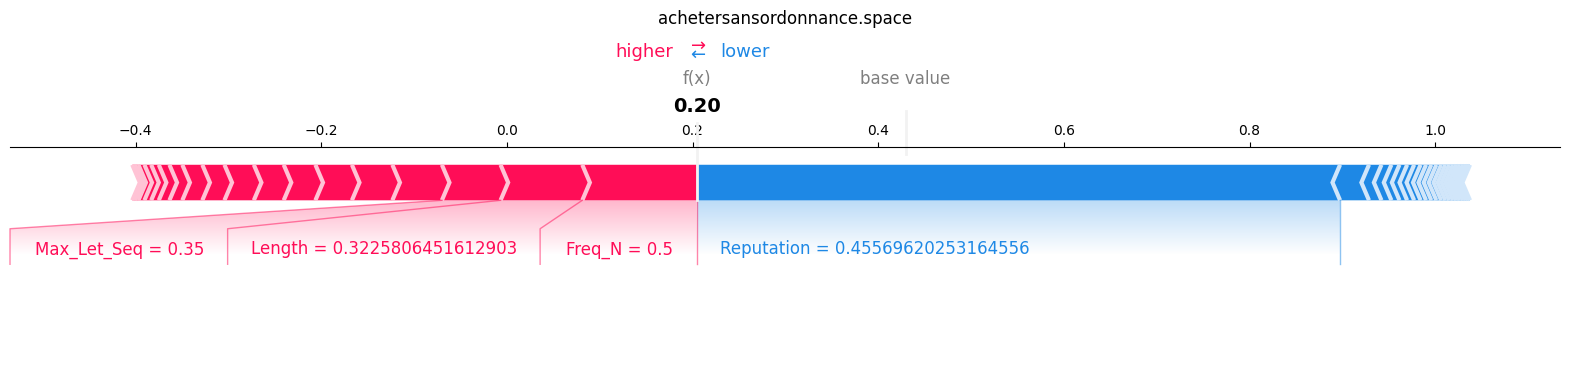 achetersansordonnance.space
higher ⇄ lower
f(x) base value
0.20
−0.4 −0.2 0.0 0.2 0.4 0.6 0.8 1.0
Max_Let_Seq = 0.35 Length = 0.3225806451612903 Freq_N = 0.5 Reputation = 0.45569620253164556